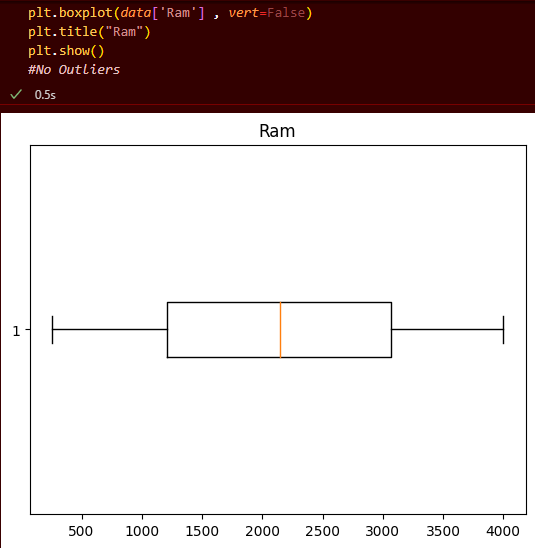 plt.boxplot(data['Ram'] , vert=False)
plt.title("Ram")
plt.show()
#No Outliers
0.5s
Ram
1
500 1000 1500 2000 2500 3000 3500 4000